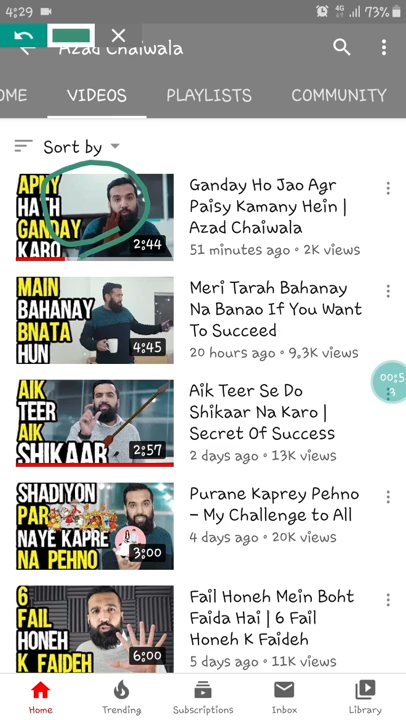 4:29
4G
73%
Azad Chaiwala
OME
VIDEOS
PLAYLISTS
COMMUNITY
Sort by
APNY
HATH
GANDAY
KARO
2:44
Ganday Ho Jao Agr
Paisy Kamany Hein |
Azad Chaiwala
51 minutes ago • 2K views
MAIN
BAHANAY
BNATA
HUN
4:45
Meri Tarah Bahanay
Na Banao If You Want
To Succeed
20 hours ago • 9.3K views
00:53
AIK
TEER
AIK
SHIKAAR
2:57
Aik Teer Se Do
Shikaar Na Karo |
Secret Of Success
2 days ago • 13K views
SHADIYON
PAR
NAYE KAPRE
NA PEHNO
3:00
Purane Kaprey Pehno
– My Challenge to All
4 days ago • 20K views
6
FAIL
HONEH
K FAIDEH
6:00
Fail Honeh Mein Boht
Faida Hai | 6 Fail
Honeh K Faideh
5 days ago • 11K views
Home
Trending
Subscriptions
Inbox
Library